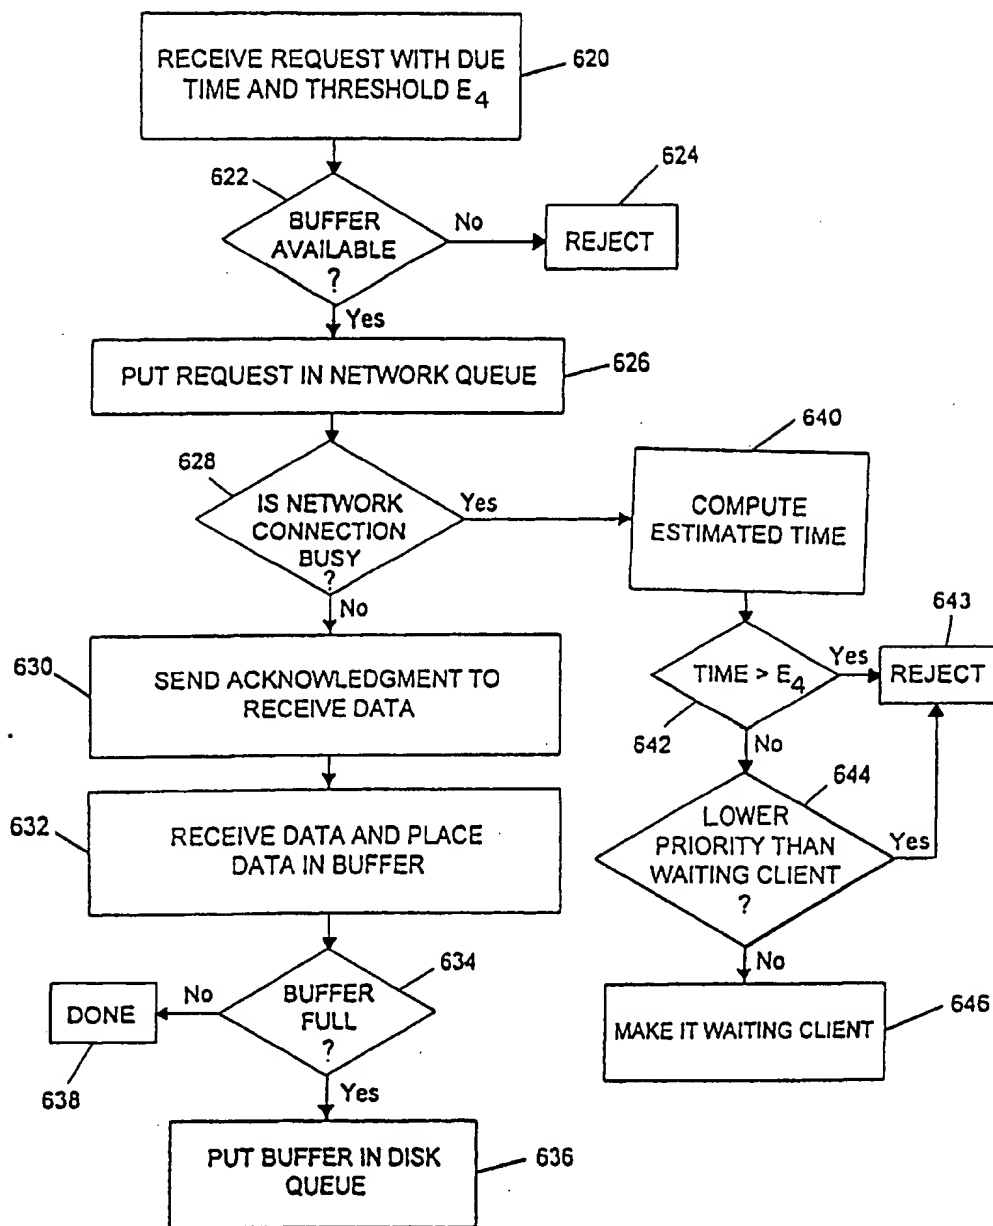 RECEIVE REQUEST WITH DUE
TIME AND THRESHOLD E4
620
622
BUFFER
AVAILABLE
?
No
624
REJECT
Yes
PUT REQUEST IN NETWORK QUEUE
626
628
IS NETWORK
CONNECTION
BUSY
?
Yes
640
COMPUTE
ESTIMATED TIME
No
630
SEND ACKNOWLEDGMENT TO
RECEIVE DATA
TIME > E4
642
Yes
643
REJECT
No
632
RECEIVE DATA AND PLACE
DATA IN BUFFER
644
LOWER
PRIORITY THAN
WAITING CLIENT
?
Yes
No
634
BUFFER
FULL
?
No
DONE
638
MAKE IT WAITING CLIENT
646
Yes
PUT BUFFER IN DISK
QUEUE
636